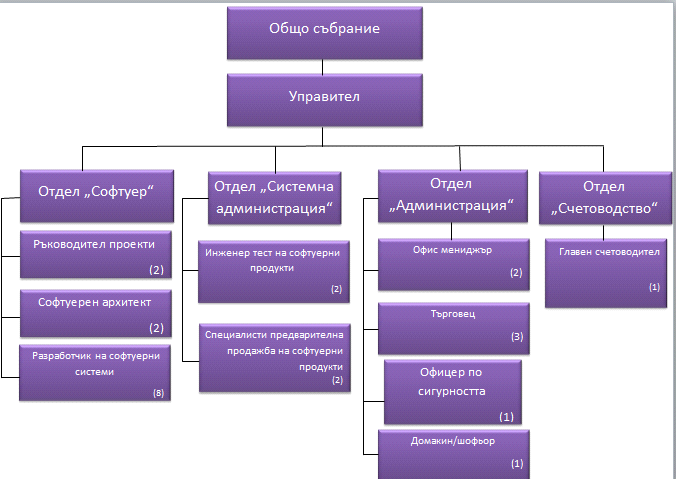 Общо събрание
Управител
Отдел „Софтуер“
Ръководител проекти
(2)
Софтуерен архитект
(2)
Разработчик на софтуерни
системи
(8)
Отдел „Системна
администрация“
Инженер тест на софтуерни
продукти
(2)
Специалисти предварителна
продажба на софтуерни
продукти
(2)
Отдел
„Администрация“
Офис мениджър
(2)
Търговец
(3)
Офицер по
сигурността
(1)
Домакин/шофьор
(1)
Отдел
„Счетоводство“
Главен счетоводител
(1)